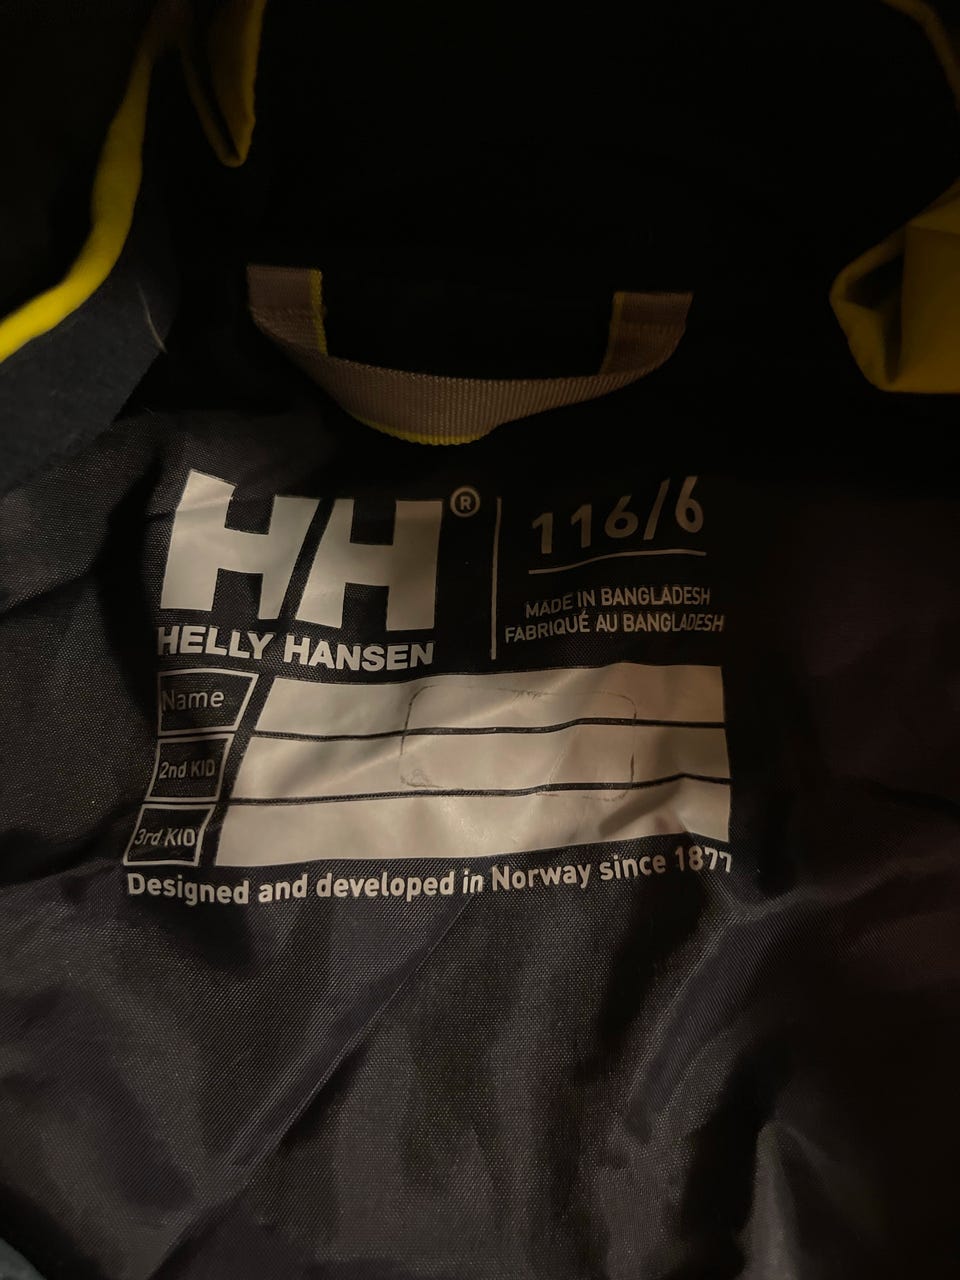 HH®
HELLY HANSEN
116/6
MADE IN BANGLADESH
FABRIQUÉ AU BANGLADESH
Name
2nd KID
3rd KID
Designed and developed in Norway since 1877